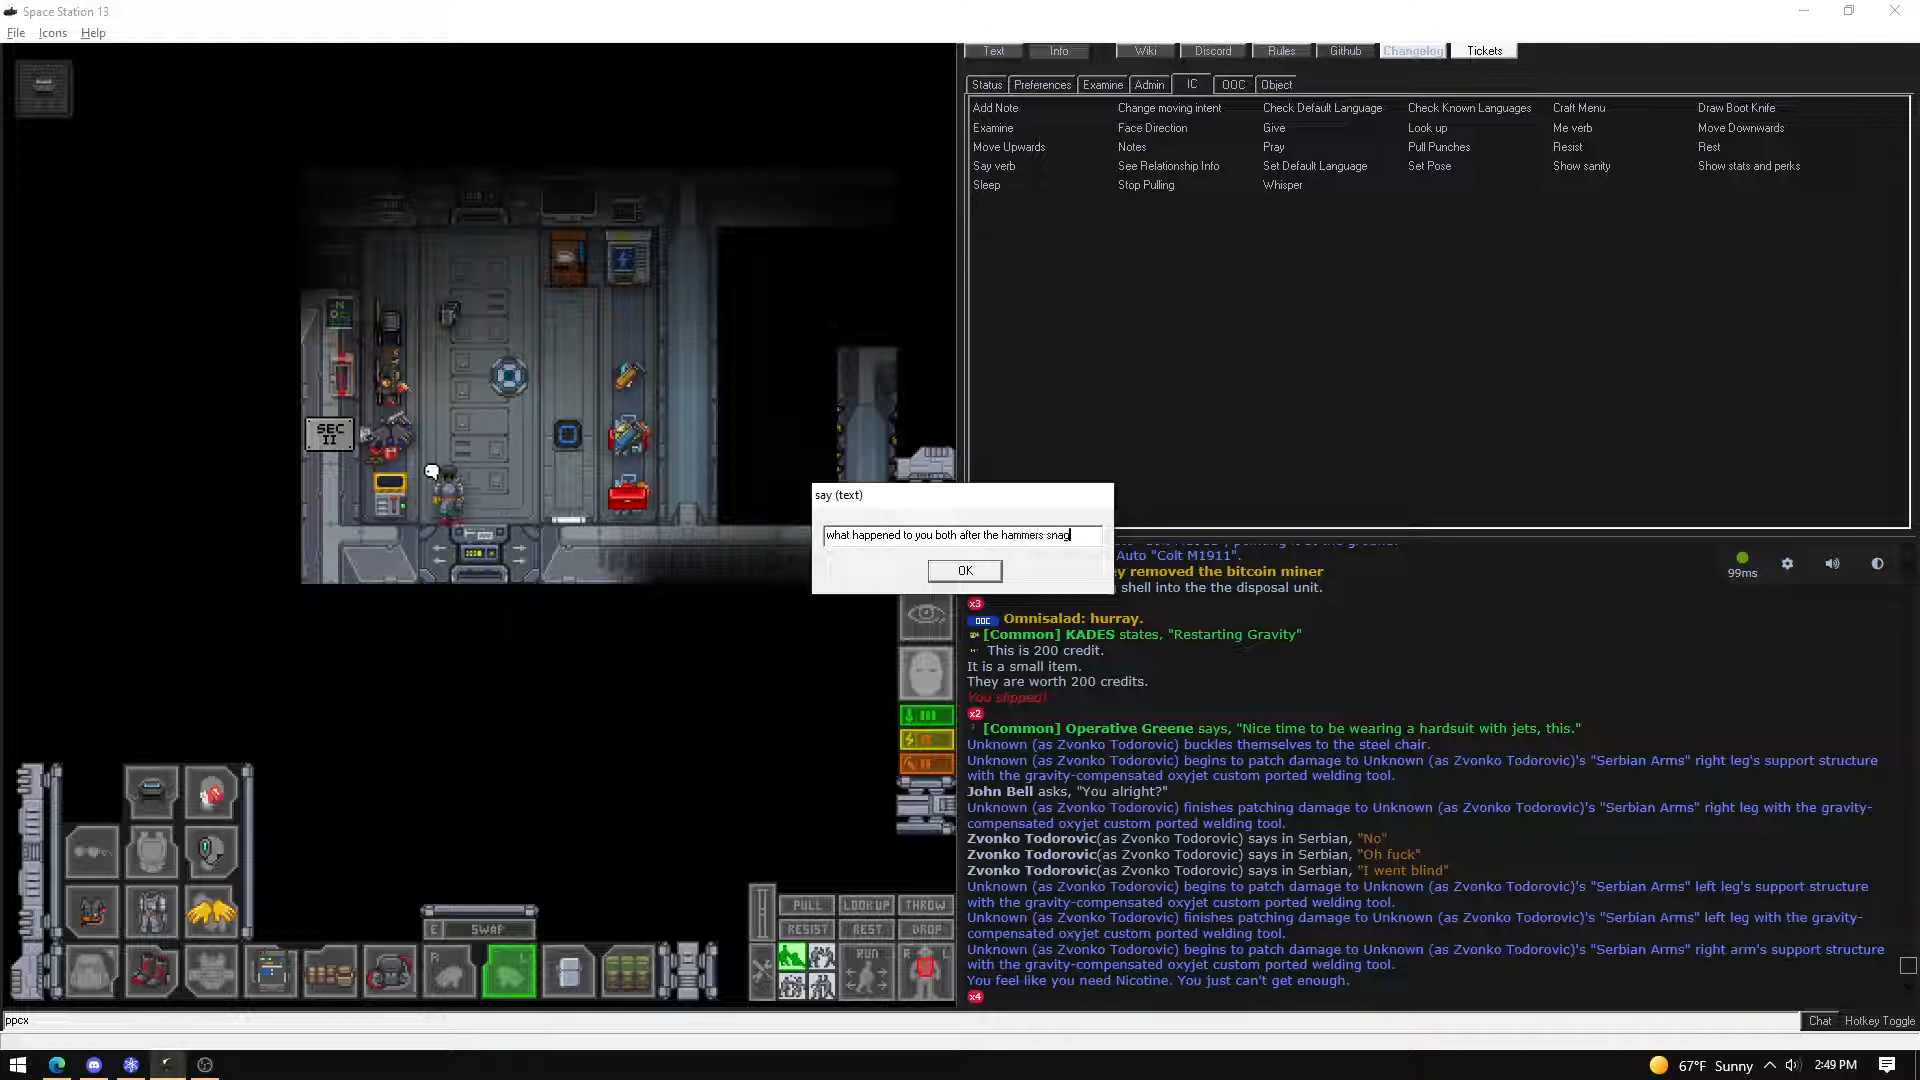 Space Station 13
File Icons Help
Text Info Wiki Discord Rules Github Changelog Tickets
Status Preferences Examine Admin IC OOC Object
Add Note Change moving intent Check Default Language Check Known Languages Craft Menu Draw Boot Knife
Examine Face Direction Give Look up Me verb Move Downwards
Move Upwards Notes Pray Pull Punches Resist Rest
Say verb See Relationship Info Set Default Language Set Pose Show sanity Show stats and perks
Sleep Stop Pulling Whisper
SEC
II
say (text)
what happened to you both after the hammers snag
OK
Auto "Colt M1911".
ey removed the bitcoin miner
shell into the the disposal unit.
x3
OOC Omnisalad: hurray.
[Common] KADES states, "Restarting Gravity"
This is 200 credit.
It is a small item.
They are worth 200 credits.
You slipped!
x2
[Common] Operative Greene says, "Nice time to be wearing a hardsuit with jets, this."
Unknown (as Zvonko Todorovic) buckles themselves to the steel chair.
Unknown (as Zvonko Todorovic) begins to patch damage to Unknown (as Zvonko Todorovic)'s "Serbian Arms" right leg's support structure
with the gravity-compensated oxyjet custom ported welding tool.
John Bell asks, "You alright?"
Unknown (as Zvonko Todorovic) finishes patching damage to Unknown (as Zvonko Todorovic)'s "Serbian Arms" right leg with the gravity-
compensated oxyjet custom ported welding tool.
Zvonko Todorovic(as Zvonko Todorovic) says in Serbian, "No"
Zvonko Todorovic(as Zvonko Todorovic) says in Serbian, "Oh fuck"
Zvonko Todorovic(as Zvonko Todorovic) says in Serbian, "I went blind"
Unknown (as Zvonko Todorovic) begins to patch damage to Unknown (as Zvonko Todorovic)'s "Serbian Arms" left leg's support structure
with the gravity-compensated oxyjet custom ported welding tool.
Unknown (as Zvonko Todorovic) finishes patching damage to Unknown (as Zvonko Todorovic)'s "Serbian Arms" left leg with the gravity-
compensated oxyjet custom ported welding tool.
Unknown (as Zvonko Todorovic) begins to patch damage to Unknown (as Zvonko Todorovic)'s "Serbian Arms" right arm's support structure
with the gravity-compensated oxyjet custom ported welding tool.
You feel like you need Nicotine. You just can't get enough.
x4
99ms
E SWAP
R L
PULL LOOKUP THROW
RESIST REST DROP
RUN R L
ppcx
Chat Hotkey Toggle
67°F Sunny 2:49 PM